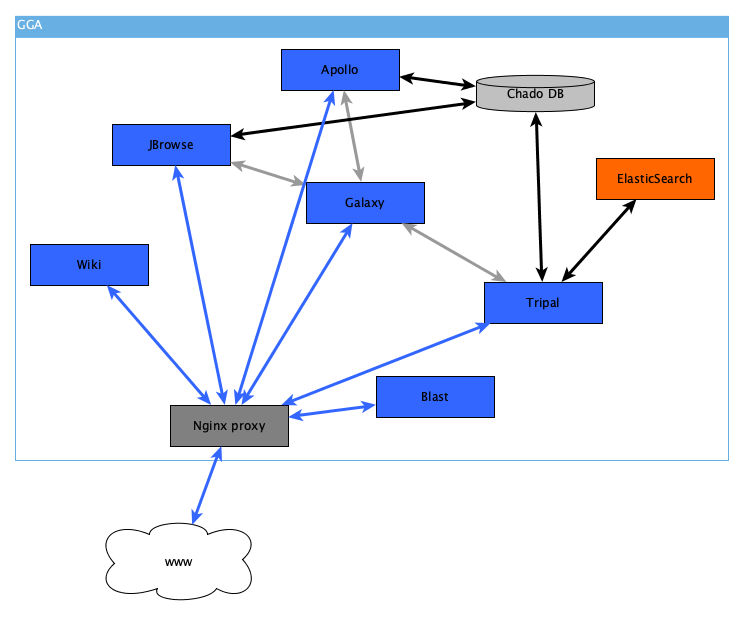 GGA
Apollo
Chado DB
JBrowse
ElasticSearch
Galaxy
Wiki
Tripal
Blast
Nginx proxy
www